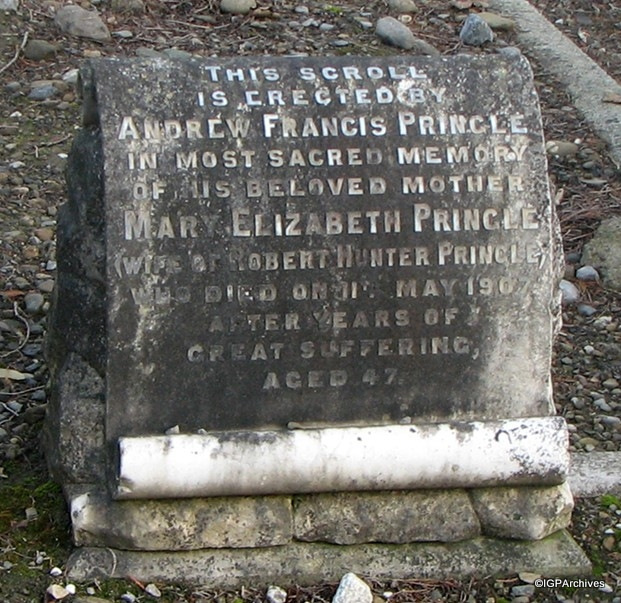 THIS SCROLL
IS ERECTED BY
ANDREW FRANCIS PRINGLE
IN MOST SACRED MEMORY
OF HIS BELOVED MOTHER
MARY ELIZABETH PRINGLE
(WIFE OF ROBERT HUNTER PRINGLE)
WHO DIED ON MAY 1907,
AFTER YEARS OF
GREAT SUFFERING,
AGED 47.
©IGPArchives